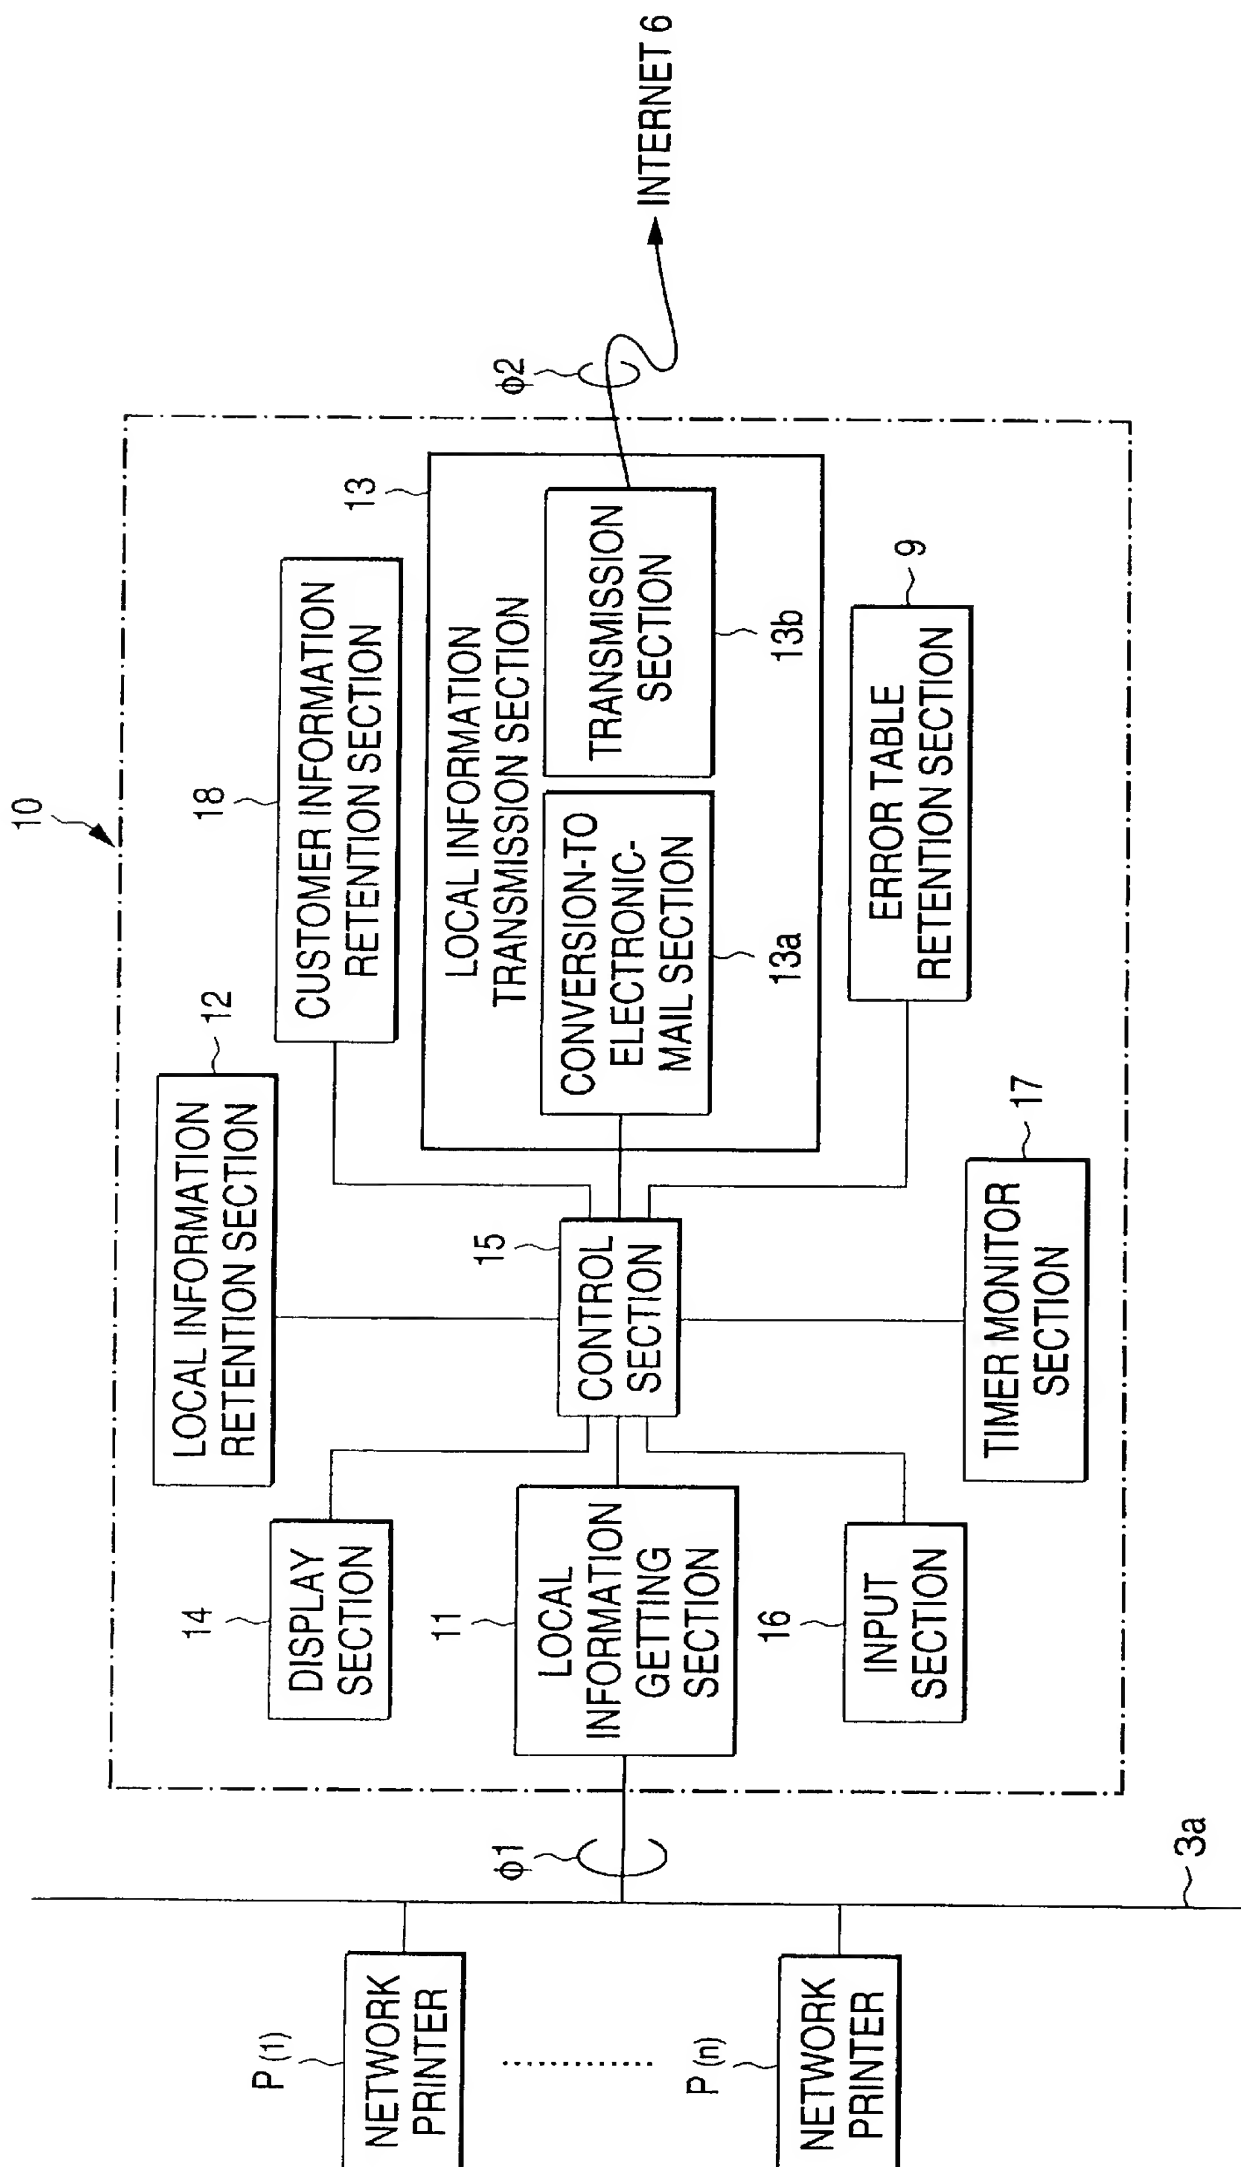 10
INTERNET 6
ϕ2
12
LOCAL INFORMATION
RETENTION SECTION
18
CUSTOMER INFORMATION
RETENTION SECTION
13
LOCAL INFORMATION
TRANSMISSION SECTION
CONVERSION-TO
ELECTRONIC-
MAIL SECTION
13a
TRANSMISSION
SECTION
13b
14
DISPLAY
SECTION
15
CONTROL
SECTION
11
LOCAL
INFORMATION
GETTING
SECTION
16
INPUT
SECTION
17
TIMER MONITOR
SECTION
9
ERROR TABLE
RETENTION SECTION
ϕ1
3a
P(1)
NETWORK
PRINTER
P(n)
NETWORK
PRINTER